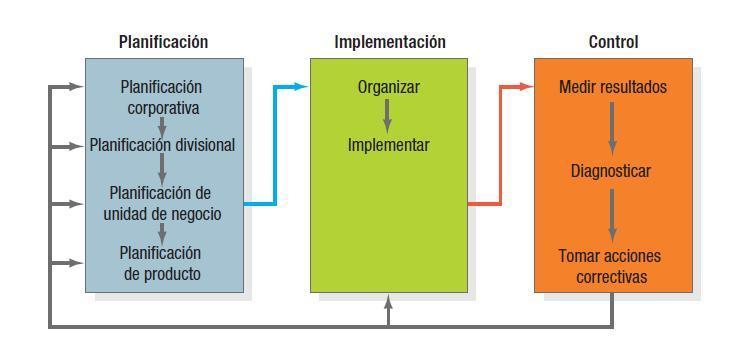 Planificación
Planificación
corporativa
Planificación divisional
Planificación de
unidad de negocio
Planificación
de producto
Implementación
Organizar
Implementar
Control
Medir resultados
Diagnosticar
Tomar acciones
correctivas